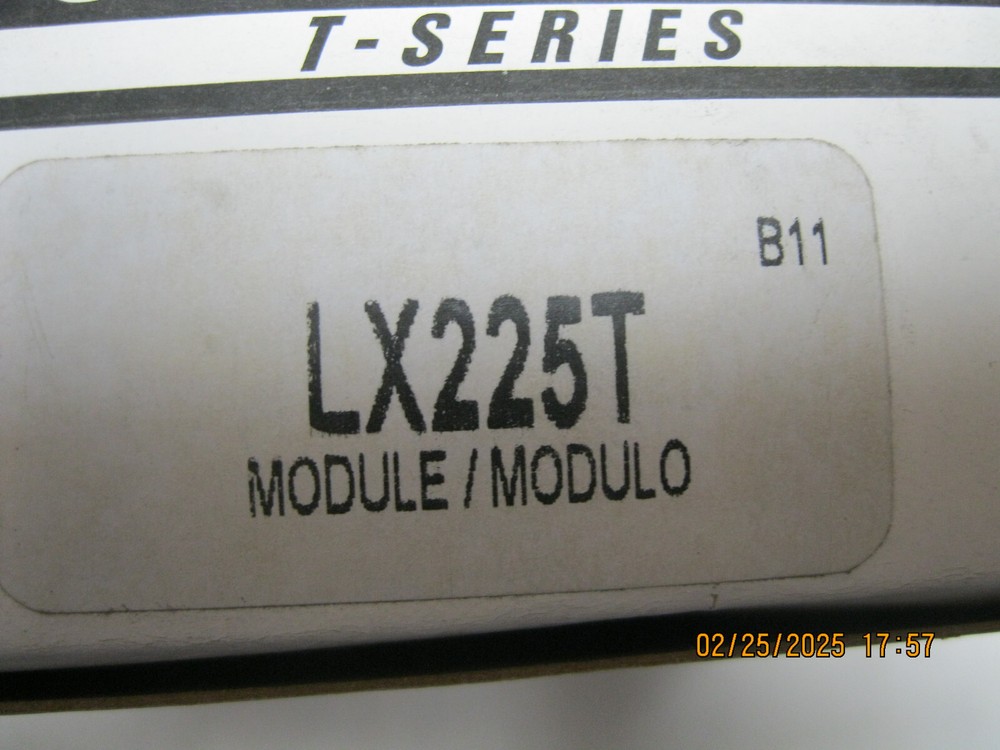 T-SERIES
B11
LX225T
MODULE / MODULO
02/25/2025 17:57